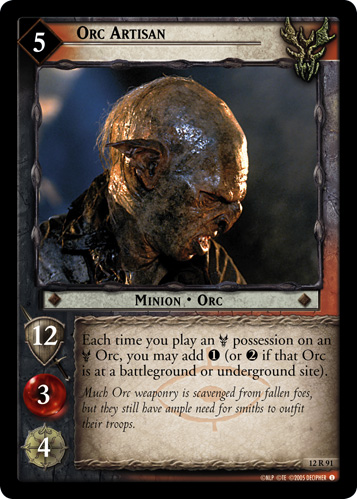 5 Orc Artisan
Minion • Orc
12
3
4
Each time you play an possession on an
Orc, you may add 1 (or 2 if that Orc
is at a battleground or underground site).
Much Orc weaponry is scavenged from fallen foes,
but they still have ample need for smiths to outfit
their troops.
12 R 91
©NLP ©TE ©2005 DECIPHER